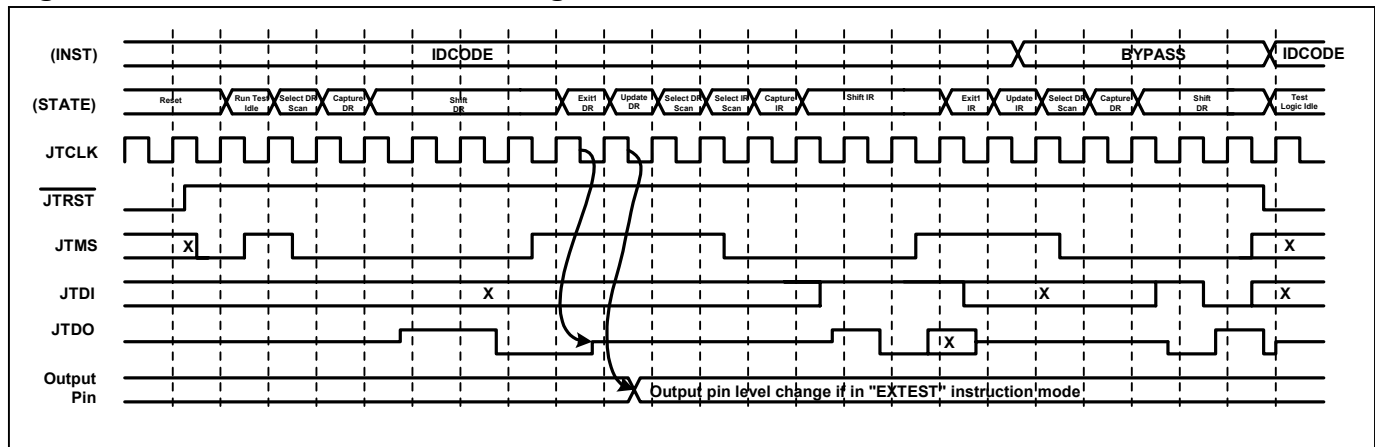 (INST)
IDCODE
BYPASS
IDCODE
(STATE)
Reset
Run Test
Idle
Select DR
Scan
Capture
DR
Shift
DR
Exit1
DR
Update
DR
Select DR
Scan
Select IR
Scan
Capture
IR
Shift IR
Exit1
IR
Update
IR
Select DR
Scan
Capture
DR
Shift
DR
Test
Logic Idle
JTCLK
JTRST
JTMS
X
X
JTDI
X
X
X
JTDO
X
Output
Pin
Output pin level change if in "EXTEST" instruction mode